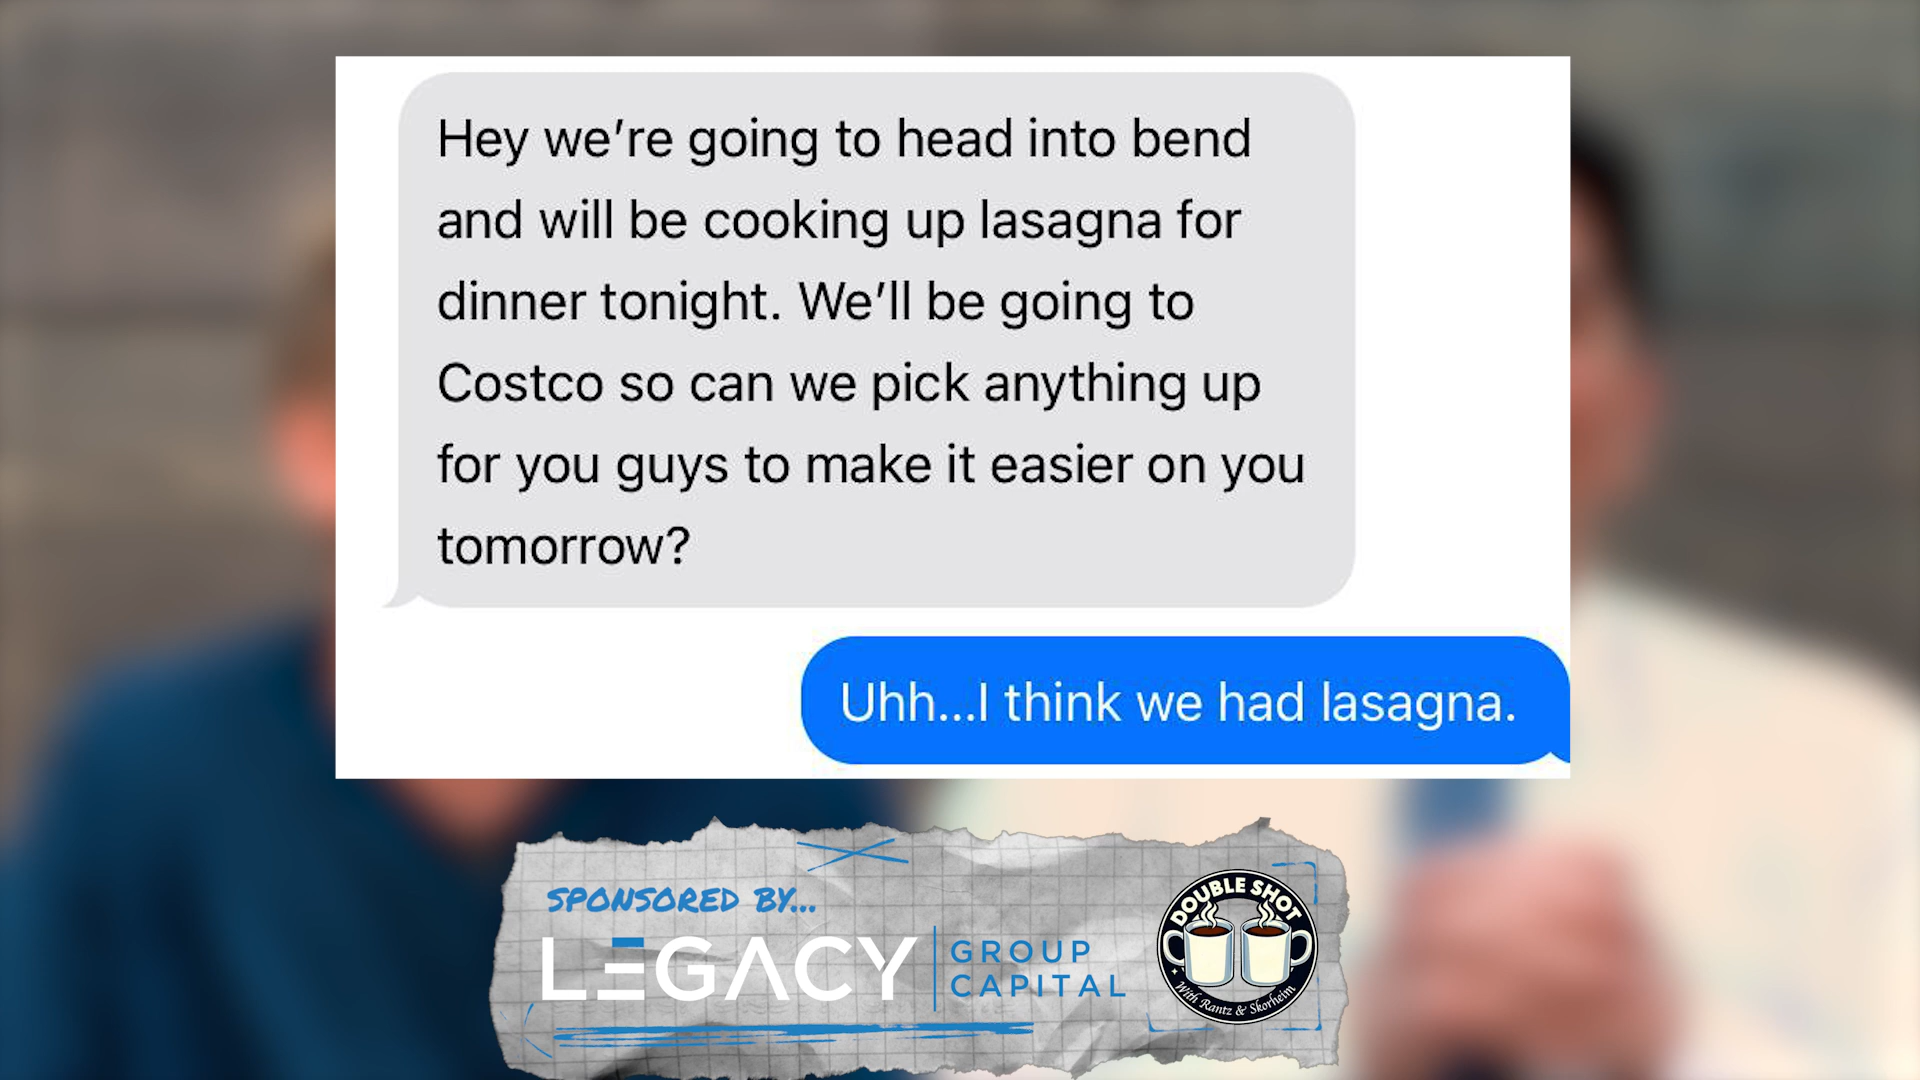 Hey we're going to head into bend
and will be cooking up lasagna for
dinner tonight. We'll be going to
Costco so can we pick anything up
for you guys to make it easier on you
tomorrow?
Uhh...I think we had lasagna.
SPONSORED BY...
LEGACY
GROUP
CAPITAL
DOUBLE SHOT
With Rantz & Skorheim